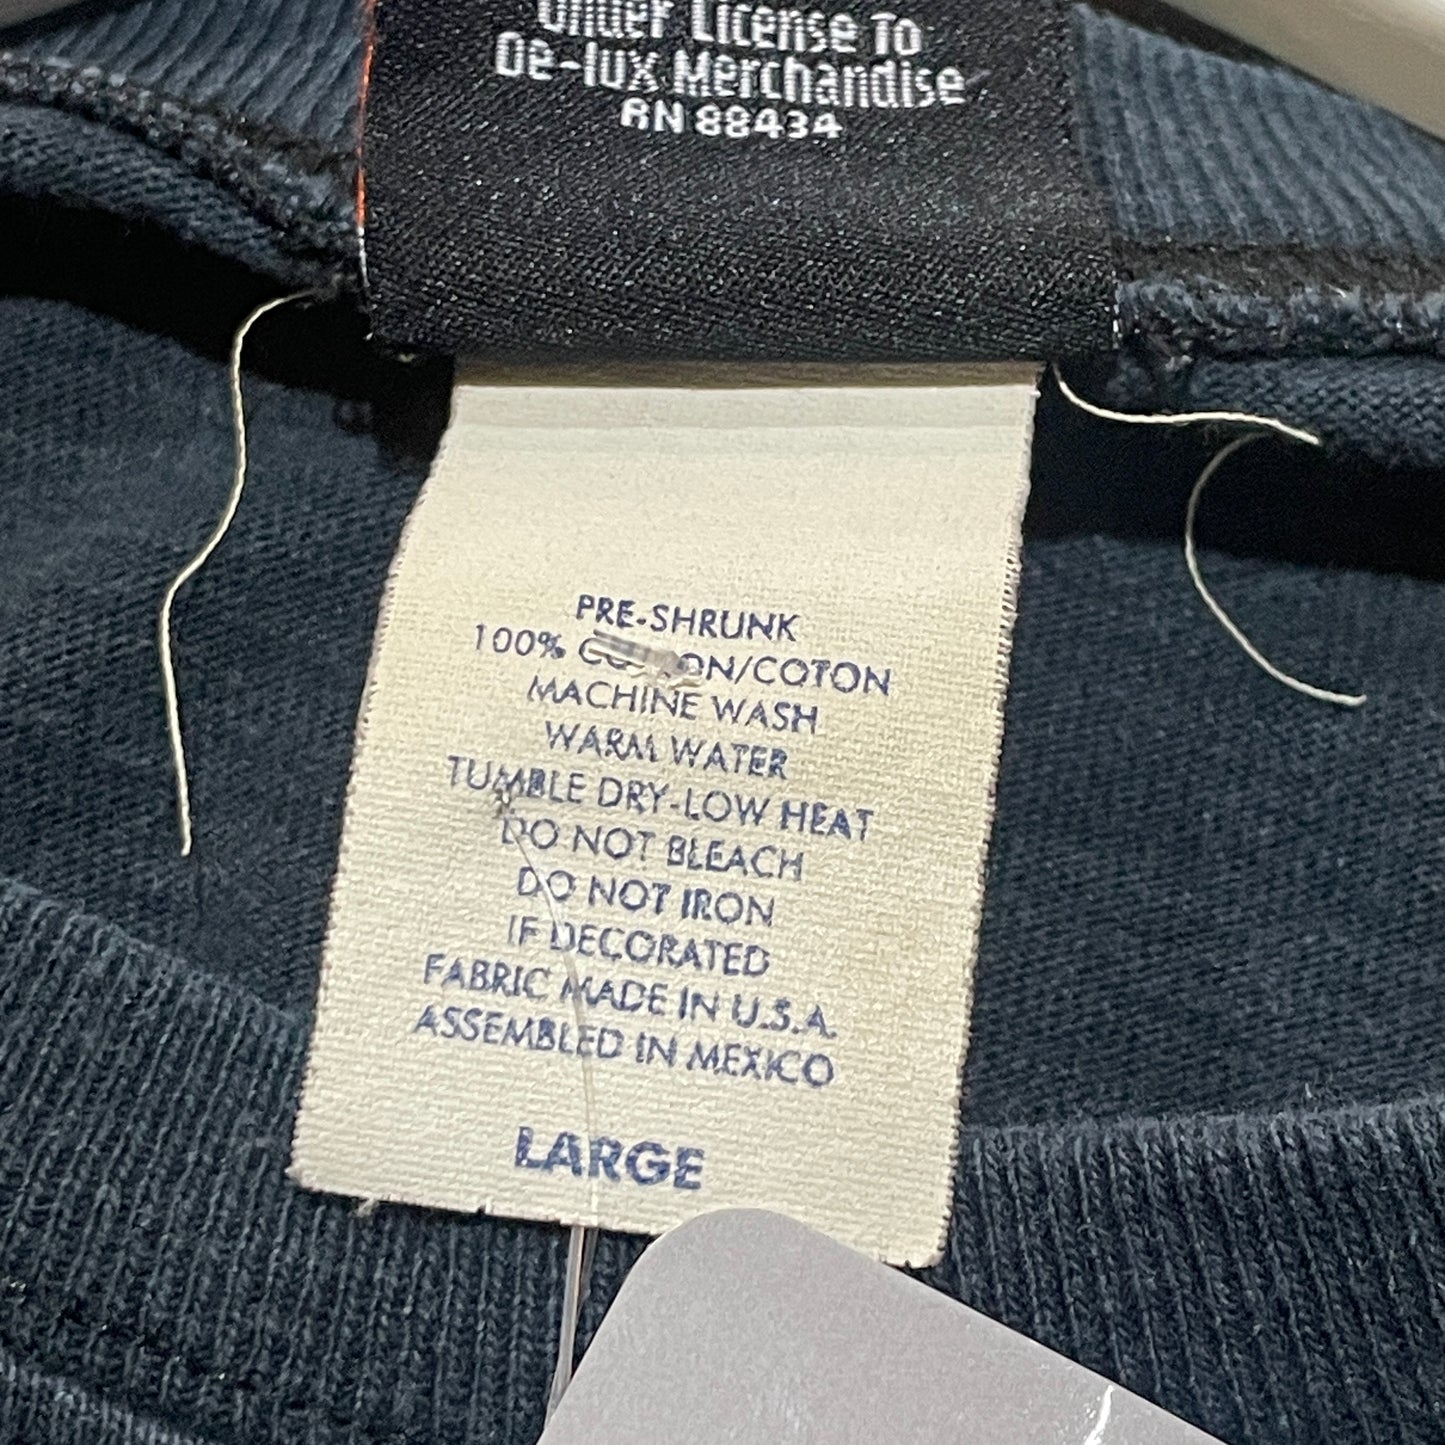 Under License To
De-lux Merchandise
RN 88434
PRE-SHRUNK
100% COTTON/COTON
MACHINE WASH
WARM WATER
TUMBLE DRY-LOW HEAT
DO NOT BLEACH
DO NOT IRON
IF DECORATED
FABRIC MADE IN U.S.A.
ASSEMBLED IN MEXICO
LARGE